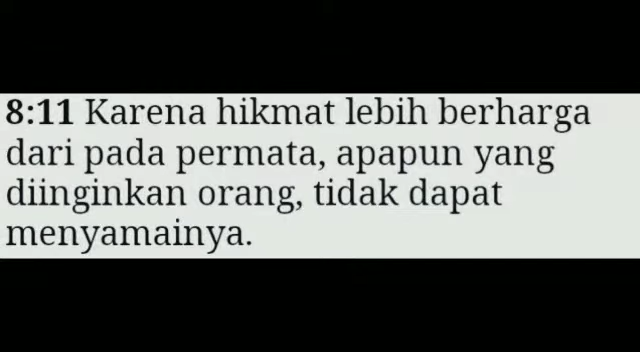 8:11 Karena hikmat lebih berharga
dari pada permata, apapun yang
diinginkan orang, tidak dapat
menyamainya.